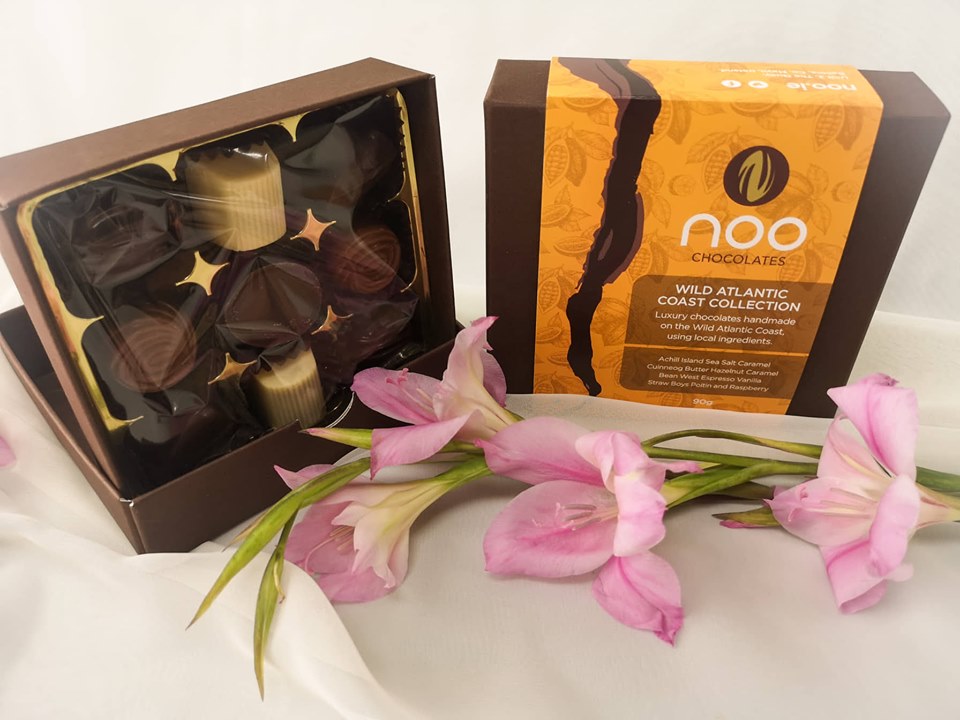 noo.ie
noo
CHOCOLATES
WILD ATLANTIC
COAST COLLECTION
Luxury chocolates handmade
on the Wild Atlantic Coast,
using local ingredients.
Achill Island Sea Salt Caramel
Cuinneog Butter Hazelnut Caramel
Bean West Espresso Vanilla
Straw Boys Poitín and Raspberry
90g